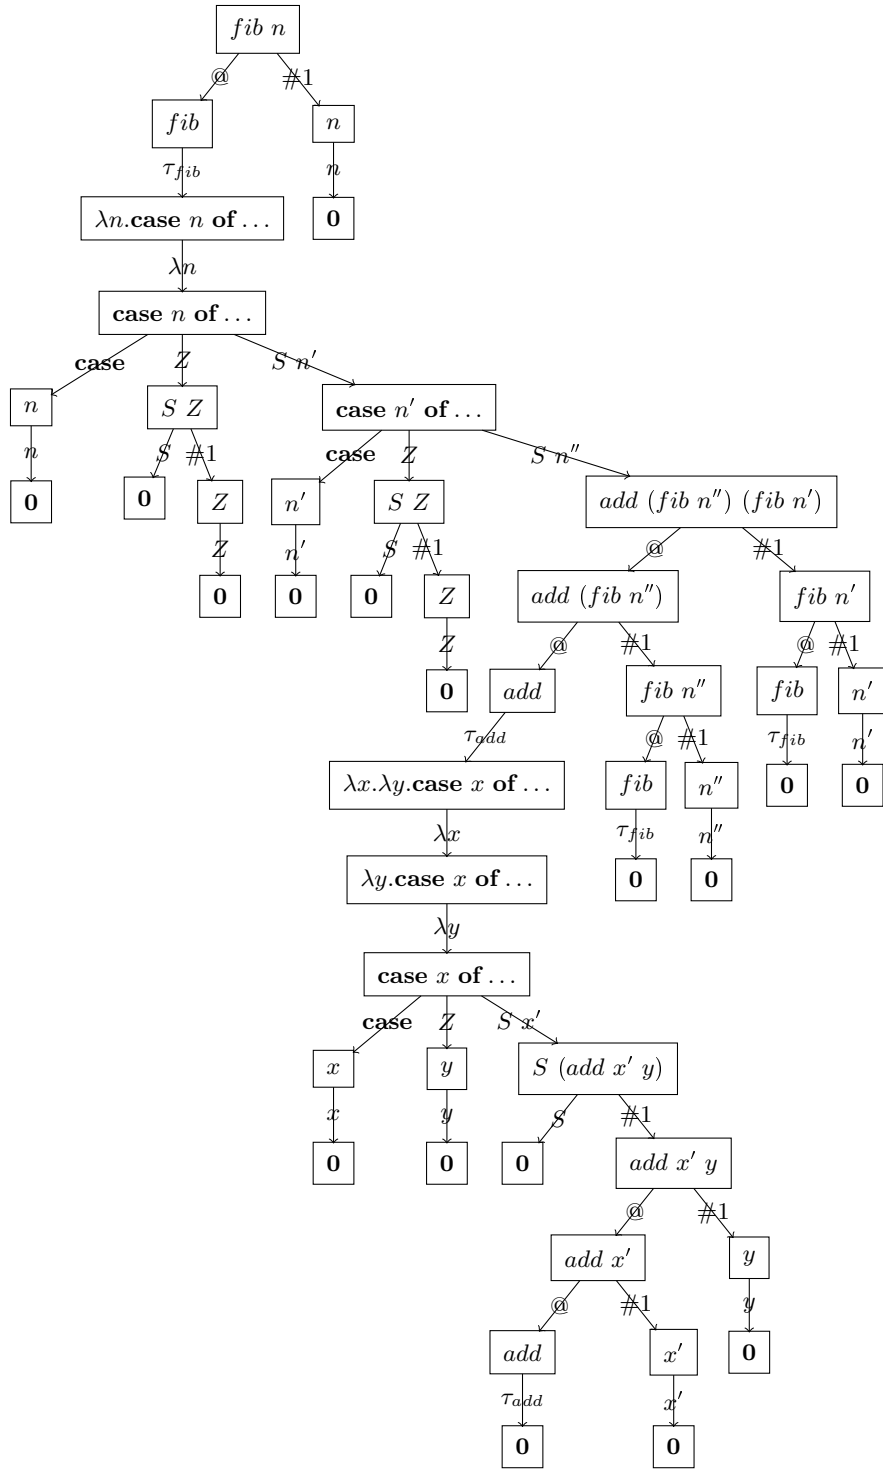 fib n
@ #1
fib n
τ_fib n
λn.case n of … 0
λn
case n of …
case Z S n′
n S Z case n′ of …
n S #1 case Z S n″
0 0 Z n′ S Z add (fib n″) (fib n′)
Z n′ S #1 @ #1
0 0 0 Z add (fib n″) fib n′
Z @ #1 @ #1
0 add fib n″ fib n′
τ_add @ #1 τ_fib n′
λx.λy.case x of … fib n″ 0 0
λx τ_fib n″
λy.case x of … 0 0
λy
case x of …
case Z S x′
x y S (add x′ y)
x y S #1
0 0 0 add x′ y
@ #1
add x′ y
@ #1 y
add x′ 0
τ_add x′
0 0